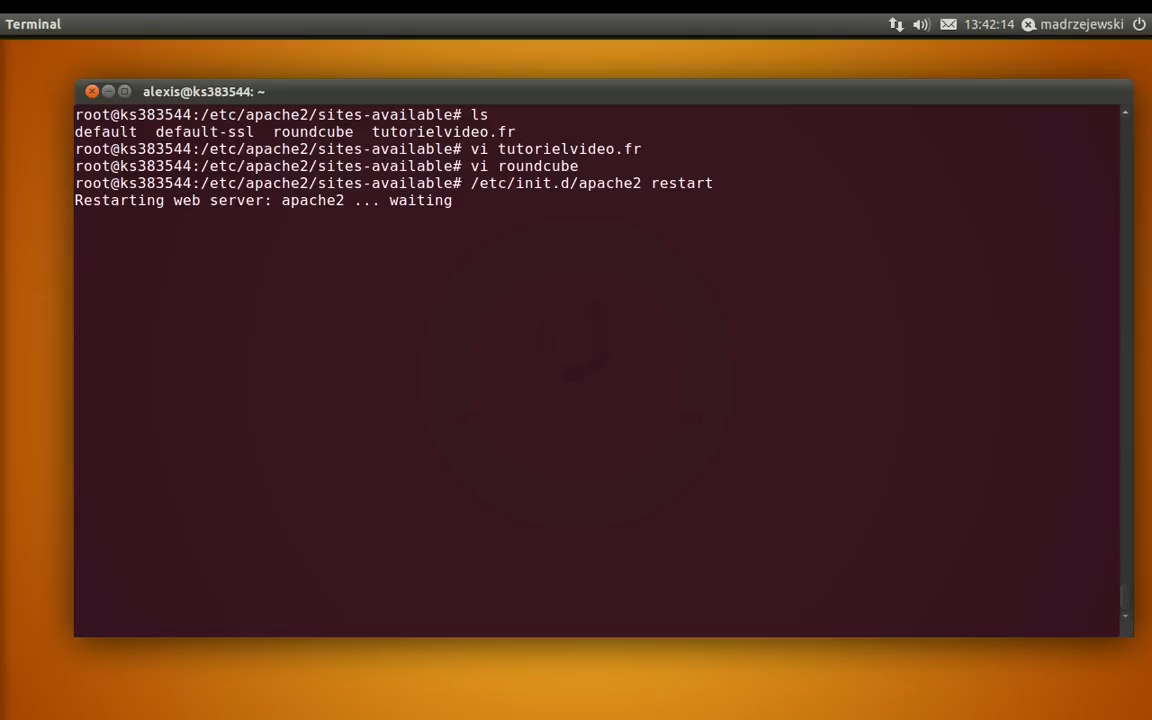 Terminal
13:42:14 madrzejewski
alexis@ks383544: ~
root@ks383544:/etc/apache2/sites-available# ls
default  default-ssl  roundcube  tutorielvideo.fr
root@ks383544:/etc/apache2/sites-available# vi tutorielvideo.fr
root@ks383544:/etc/apache2/sites-available# vi roundcube
root@ks383544:/etc/apache2/sites-available# /etc/init.d/apache2 restart
Restarting web server: apache2 ... waiting